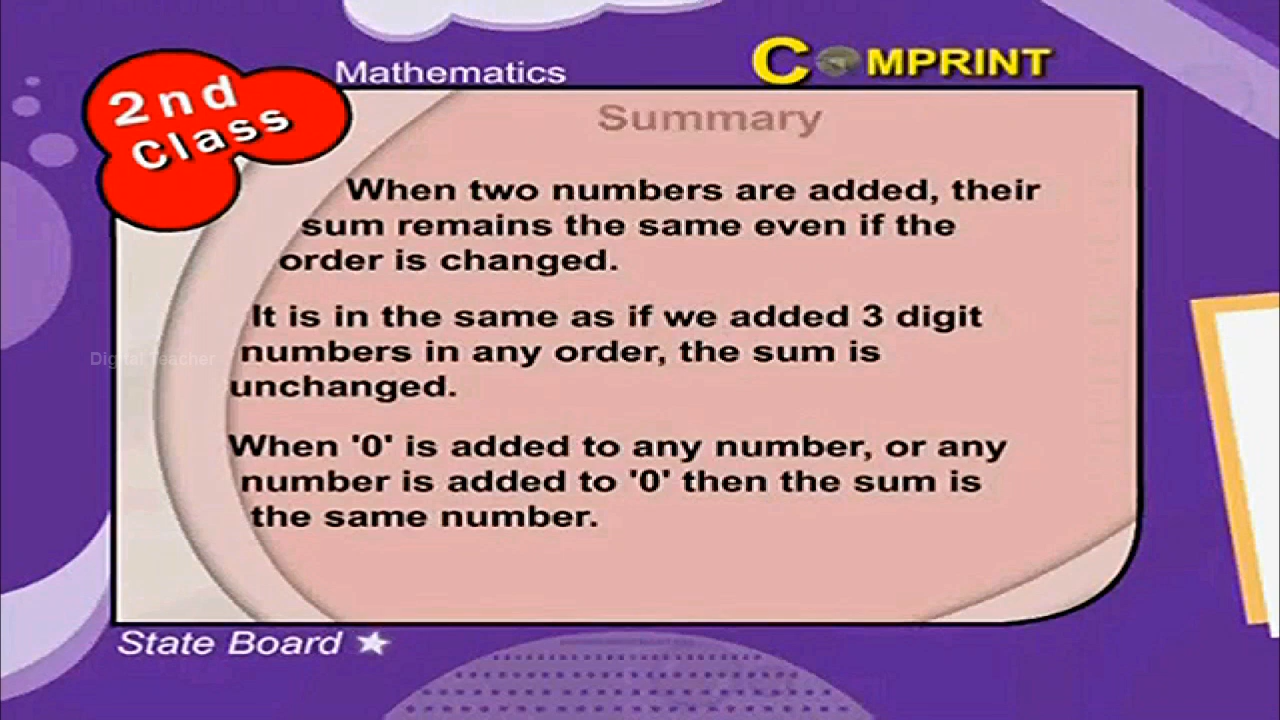 Mathematics
COMPRINT
2nd
Class
Summary
When two numbers are added, their
sum remains the same even if the
order is changed.
It is in the same as if we added 3 digit
numbers in any order, the sum is
unchanged.
Digital Teacher
When '0' is added to any number, or any
number is added to '0' then the sum is
the same number.
State Board